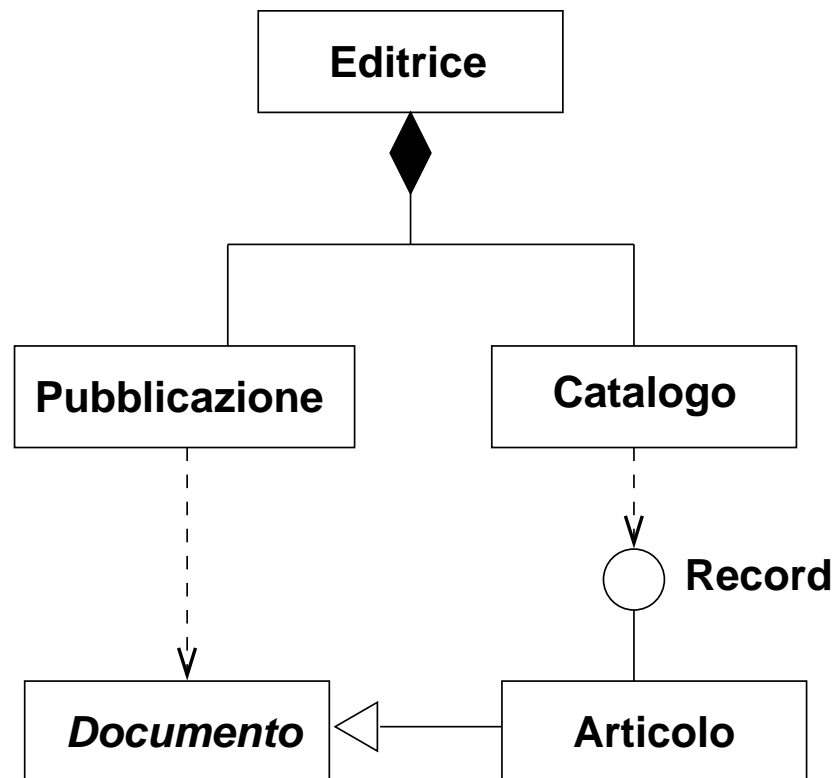 Editrice
Pubblicazione
Catalogo
Record
Documento
Articolo